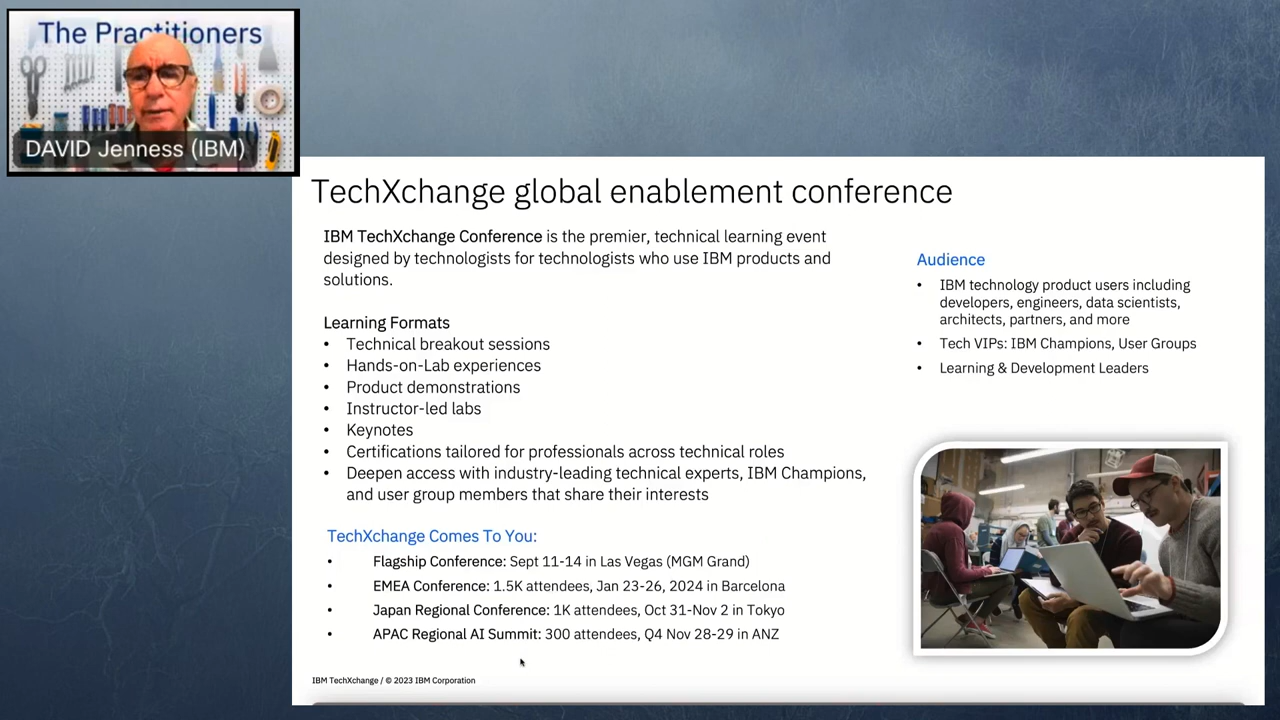 The Practitioners
DAVID Jenness (IBM)
TechXchange global enablement conference
IBM TechXchange Conference is the premier, technical learning event
designed by technologists for technologists who use IBM products and
solutions.
Learning Formats
• Technical breakout sessions
• Hands-on-Lab experiences
• Product demonstrations
• Instructor-led labs
• Keynotes
• Certifications tailored for professionals across technical roles
• Deepen access with industry-leading technical experts, IBM Champions,
and user group members that share their interests
TechXchange Comes To You:
• Flagship Conference: Sept 11-14 in Las Vegas (MGM Grand)
• EMEA Conference: 1.5K attendees, Jan 23-26, 2024 in Barcelona
• Japan Regional Conference: 1K attendees, Oct 31-Nov 2 in Tokyo
• APAC Regional AI Summit: 300 attendees, Q4 Nov 28-29 in ANZ
Audience
• IBM technology product users including
developers, engineers, data scientists,
architects, partners, and more
• Tech VIPs: IBM Champions, User Groups
• Learning & Development Leaders
IBM TechXchange / © 2023 IBM Corporation